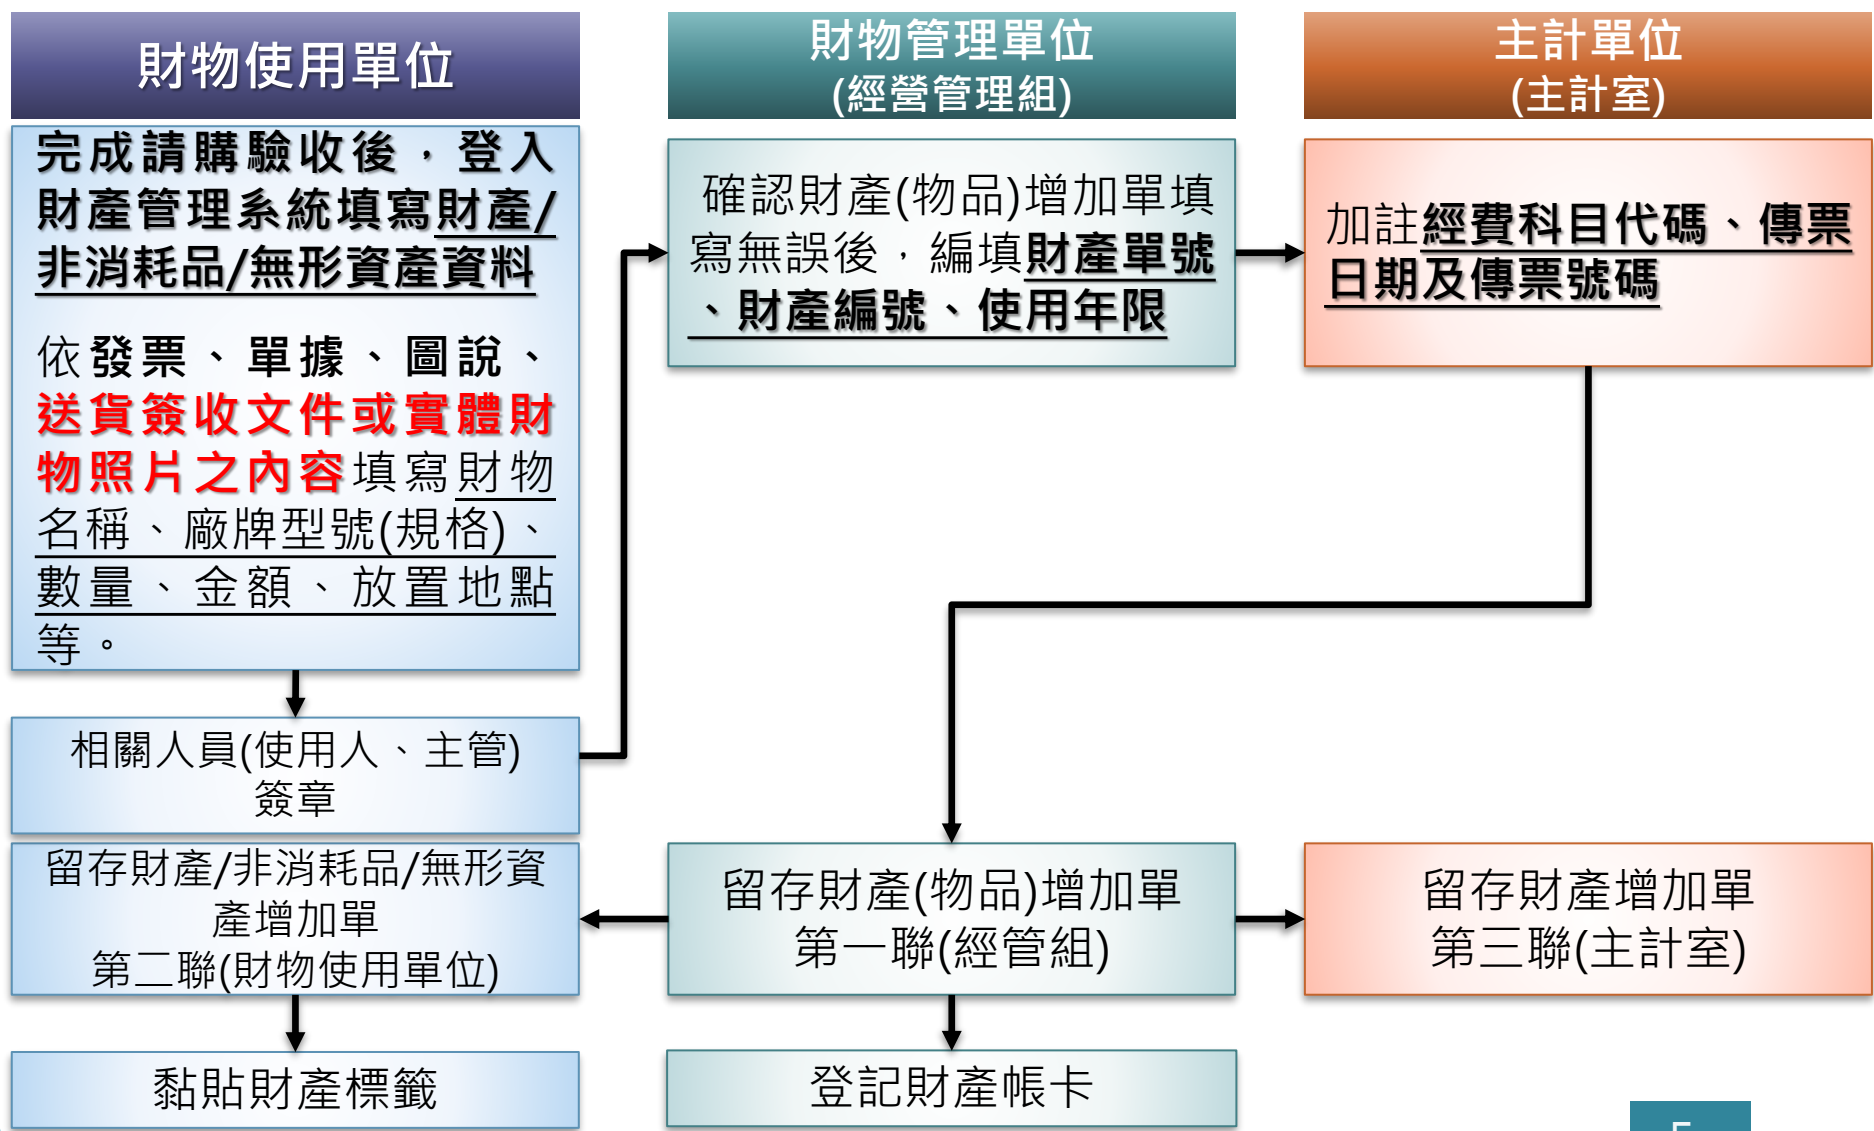 財物使用單位
財物管理單位
(經營管理組)
主計單位
(主計室)
完成請購驗收後，登入
財產管理系統填寫財產/
非消耗品/無形資產資料
依發票、單據、圖說、
送貨簽收文件或實體財
物照片之內容填寫財物
名稱、廠牌型號(規格)、
數量、金額、放置地點
等。
確認財產(物品)增加單填
寫無誤後，編填財產單號
、財產編號、使用年限
加註經費科目代碼、傳票
日期及傳票號碼
相關人員(使用人、主管)
簽章
留存財產/非消耗品/無形資
產增加單
第二聯(財物使用單位)
留存財產(物品)增加單
第一聯(經管組)
留存財產增加單
第三聯(主計室)
黏貼財產標籤
登記財產帳卡